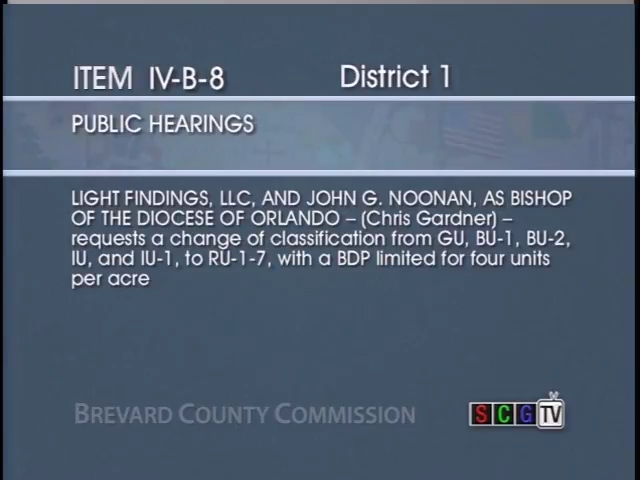 ITEM IV-B-8 District 1
PUBLIC HEARINGS
LIGHT FINDINGS, LLC, AND JOHN G. NOONAN, AS BISHOP
OF THE DIOCESE OF ORLANDO – (Chris Gardner) –
requests a change of classification from GU, BU-1, BU-2,
IU, and IU-1, to RU-1-7, with a BDP limited for four units
per acre
BREVARD COUNTY COMMISSION
SCGTV